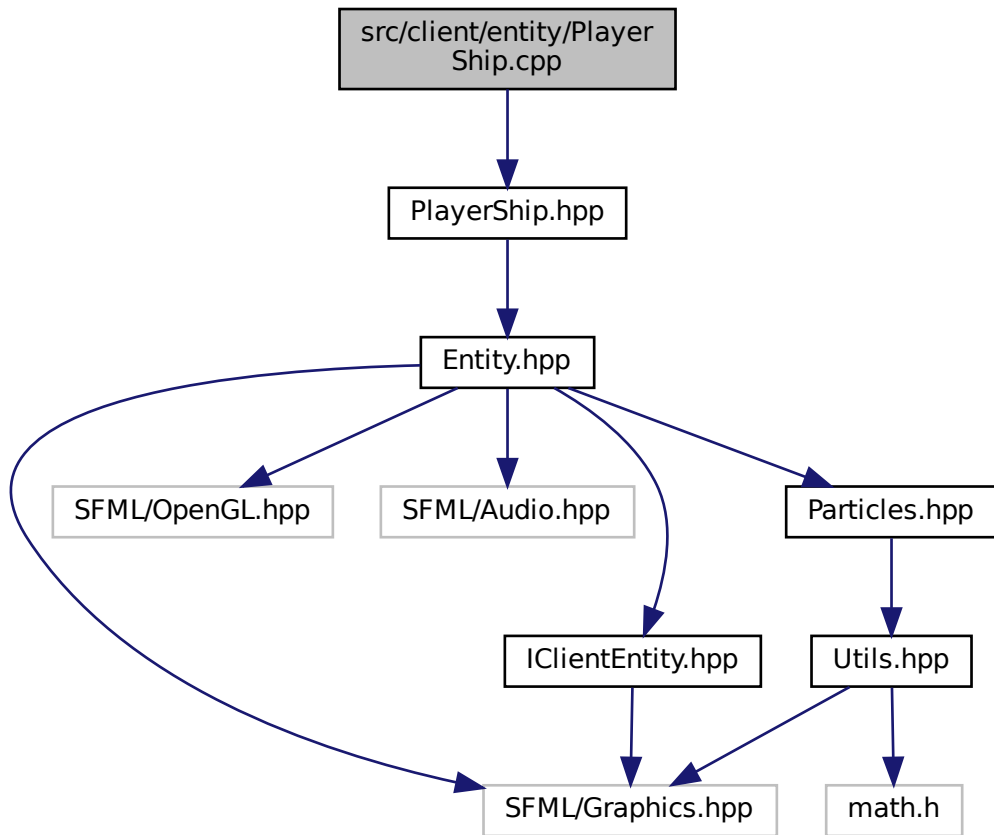 src/client/entity/Player
Ship.cpp
PlayerShip.hpp
Entity.hpp
SFML/OpenGL.hpp
SFML/Audio.hpp
Particles.hpp
IClientEntity.hpp
Utils.hpp
SFML/Graphics.hpp
math.h